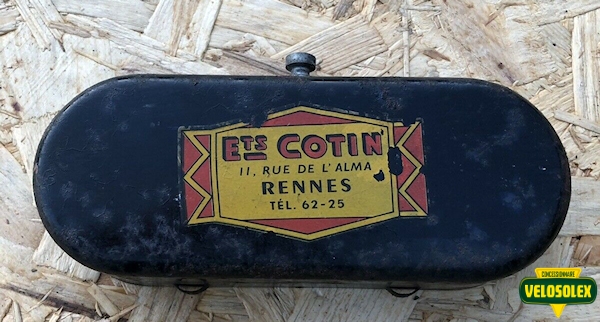 ETS COTIN
11, RUE DE L'ALMA
RENNES
TÉL. 62-25
CONCESSIONNAIRE
VELOSOLEX